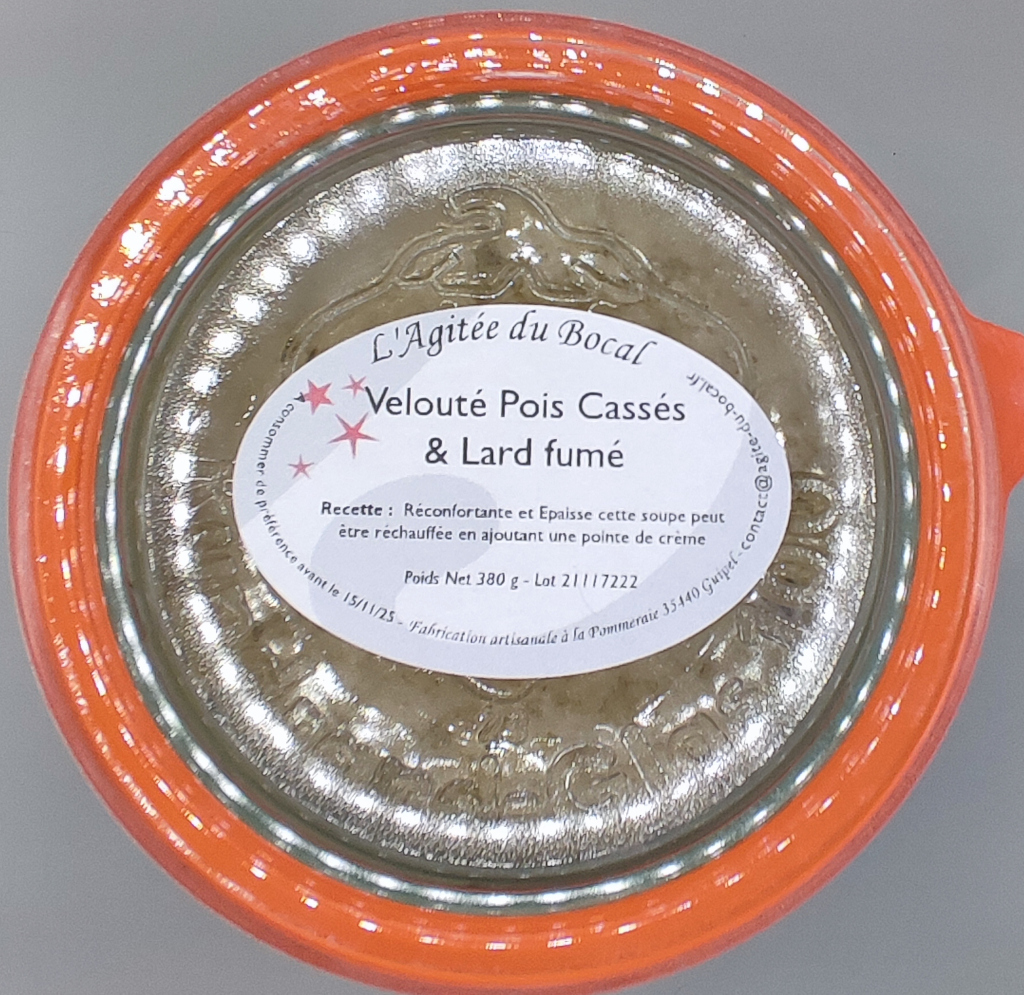 L'Agitée du Bocal
Velouté Pois Cassés
& Lard fumé
Recette : Réconfortante et Epaisse cette soupe peut
être réchauffée en ajoutant une pointe de crème
Poids Net 380 g - Lot 21117222
A consommer de préférence avant le 15/11/25 - Fabrication artisanale à la Pommeraie 35440 Guipel - contact@agitee-du-bocal.fr